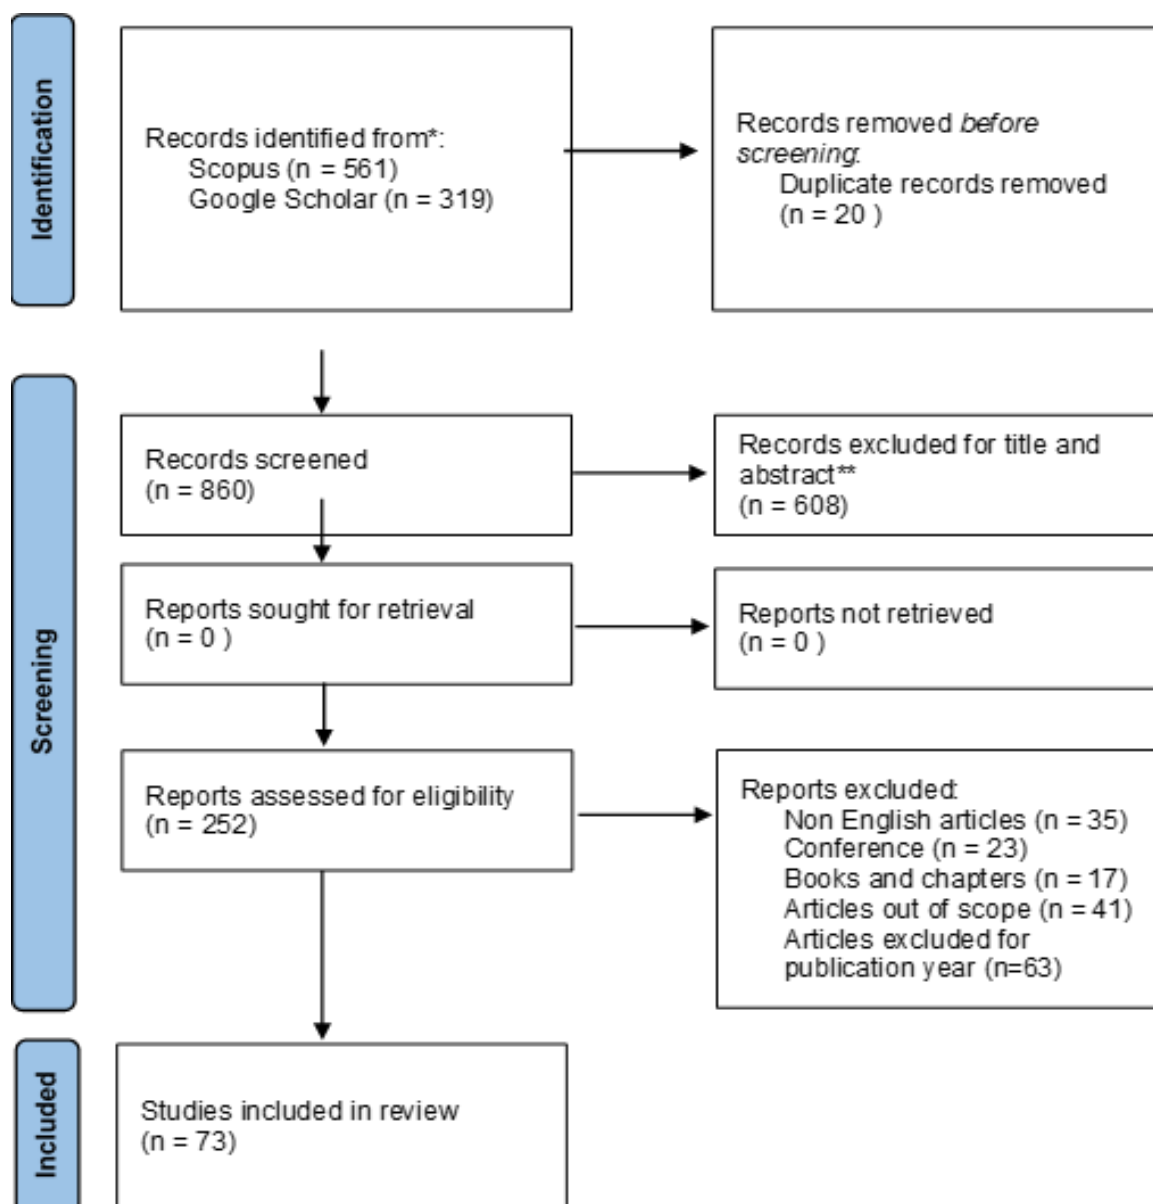 Identification
Records identified from*:
Scopus (n = 561)
Google Scholar (n = 319)
Records removed before
screening:
Duplicate records removed
(n = 20 )
Screening
Records screened
(n = 860)
Records excluded for title and
abstract**
(n = 608)
Reports sought for retrieval
(n = 0 )
Reports not retrieved
(n = 0 )
Reports assessed for eligibility
(n = 252)
Reports excluded:
Non English articles (n = 35)
Conference (n = 23)
Books and chapters (n = 17)
Articles out of scope (n = 41)
Articles excluded for
publication year (n=63)
Included
Studies included in review
(n = 73)